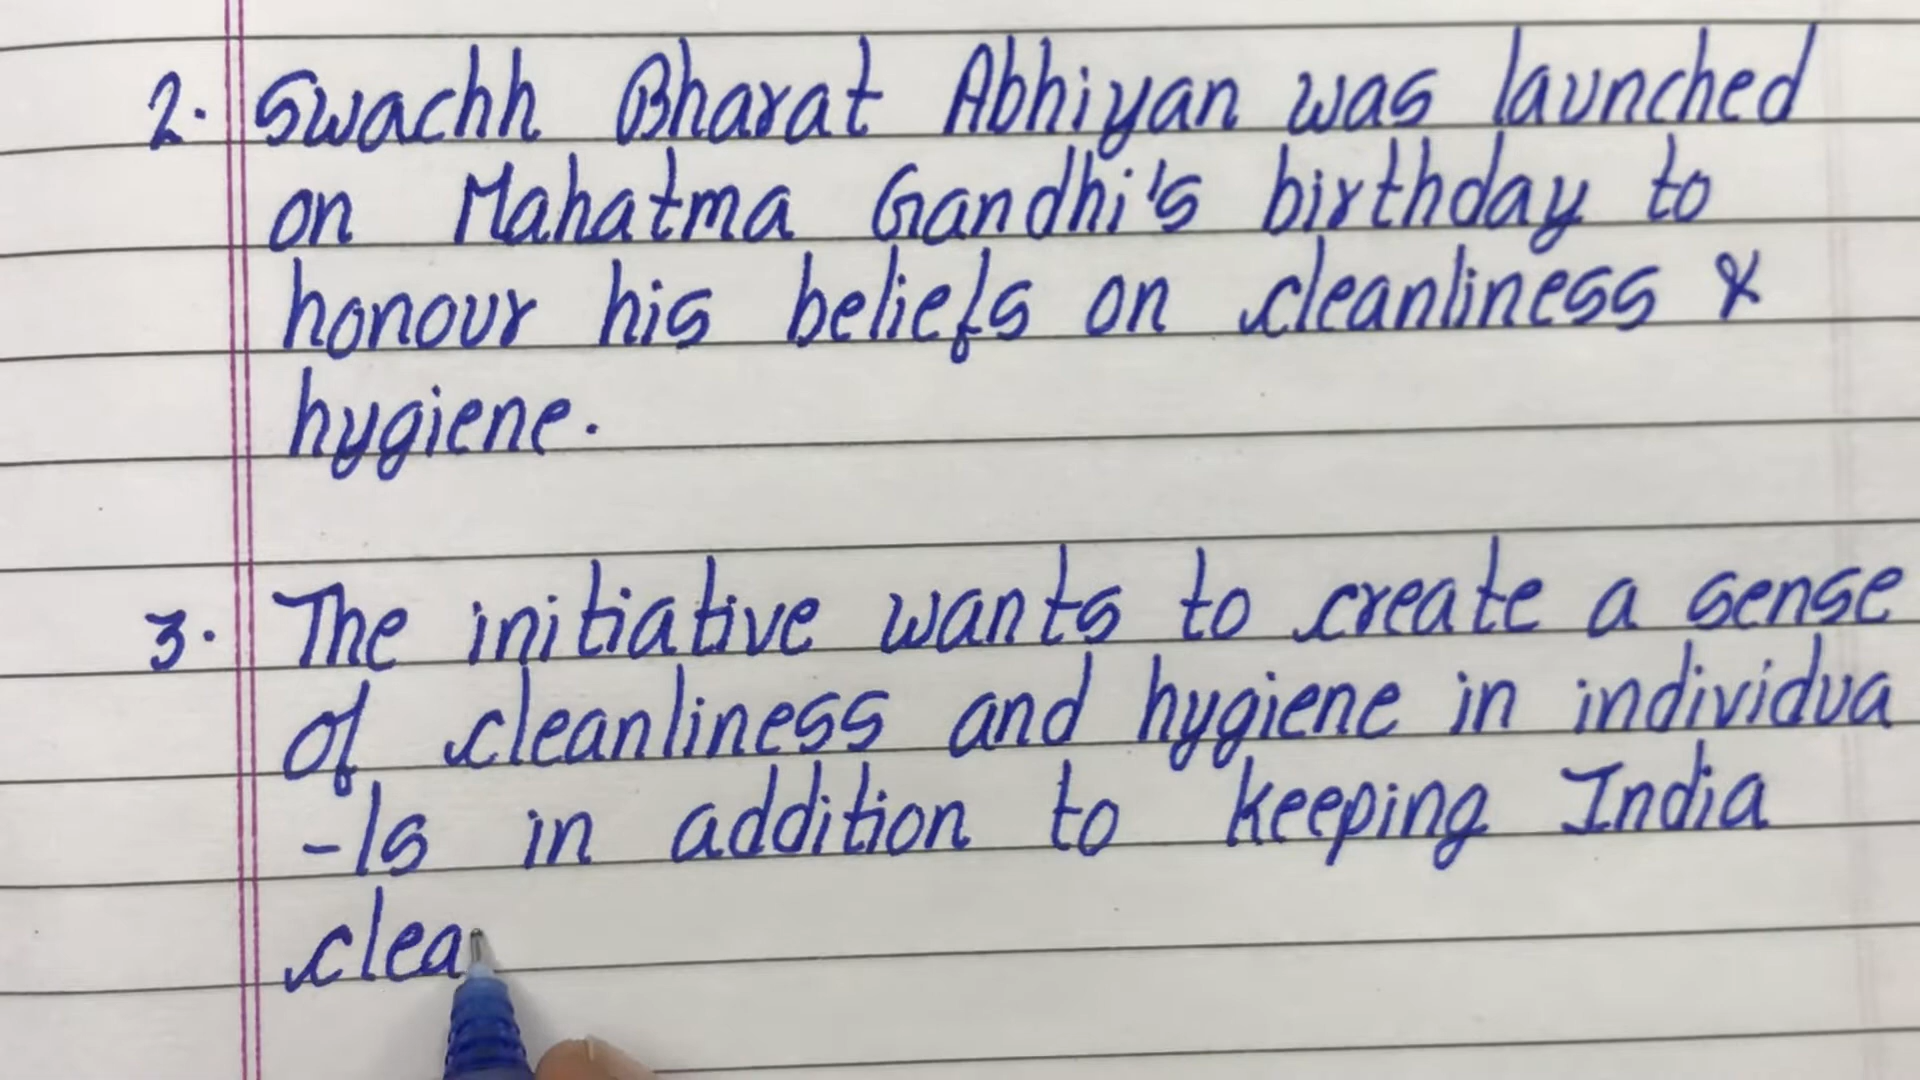 2. Swachh Bharat Abhiyan was launched
on Mahatma Gandhi's birthday to
honour his beliefs on cleanliness &
hygiene.
3. The initiative wants to create a sense
of cleanliness and hygiene in individua
-ls in addition to keeping India
clea